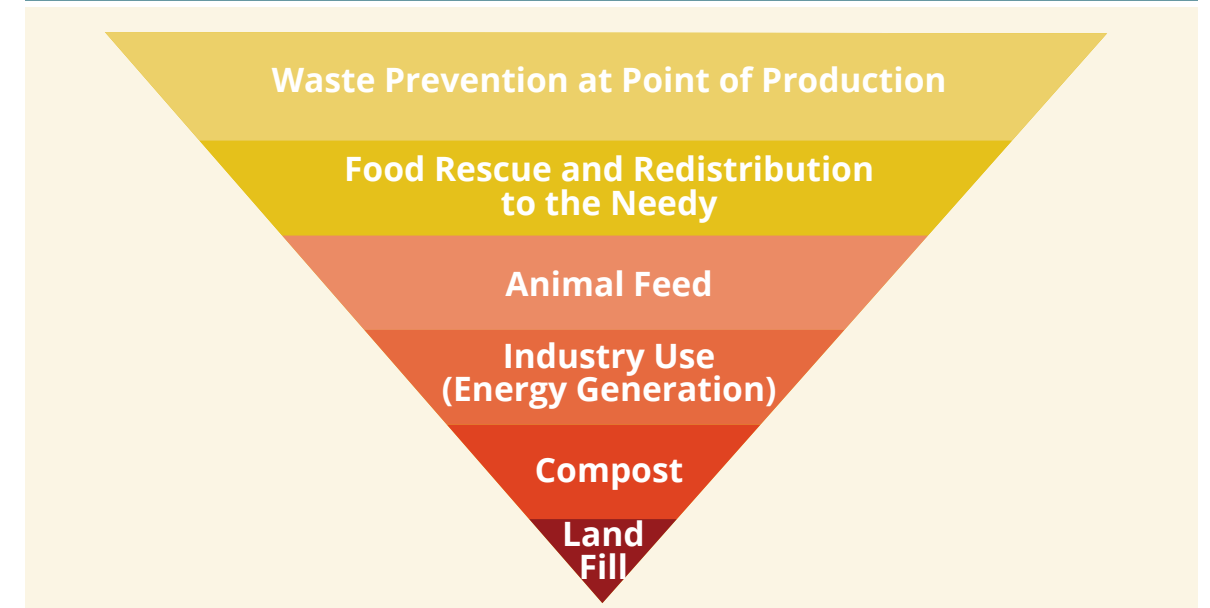 Waste Prevention at Point of Production
Food Rescue and Redistribution
to the Needy
Animal Feed
Industry Use
(Energy Generation)
Compost
Land
Fill